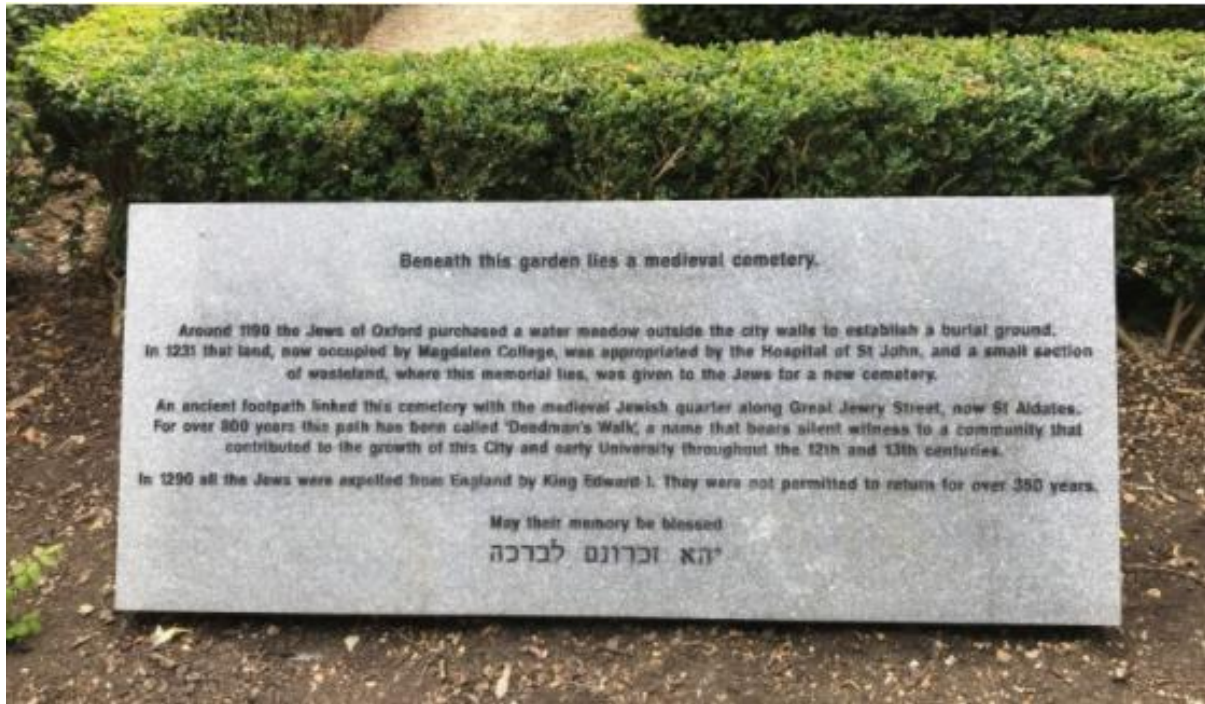 Beneath this garden lies a medieval cemetery.
Around 1190 the Jews of Oxford purchased a water meadow outside the city walls to establish a burial ground.
In 1231 that land, now occupied by Magdalen College, was appropriated by the Hospital of St John, and a small section
of wasteland, where this memorial lies, was given to the Jews for a new cemetery.
An ancient footpath linked this cemetery with the medieval Jewish quarter along Great Jewry Street, now St Aldates.
For over 800 years this path has been called 'Deadman's Walk', a name that bears silent witness to a community that
contributed to the growth of this City and early University throughout the 12th and 13th centuries.
In 1290 all the Jews were expelled from England by King Edward I. They were not permitted to return for over 350 years.
May their memory be blessed
יהא זכרונם לברכה